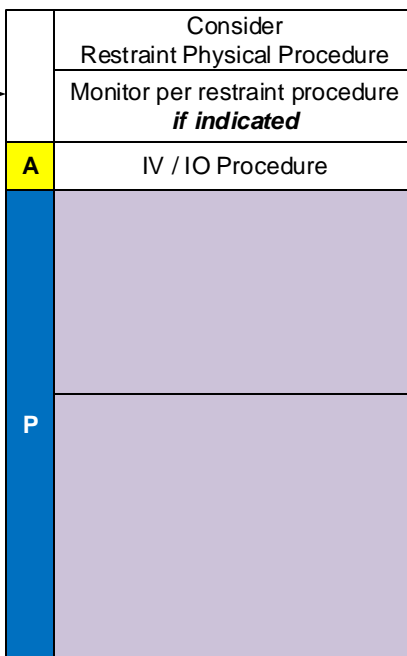 Consider
Restraint Physical Procedure
Monitor per restraint procedure
if indicated
A
IV / IO Procedure
P